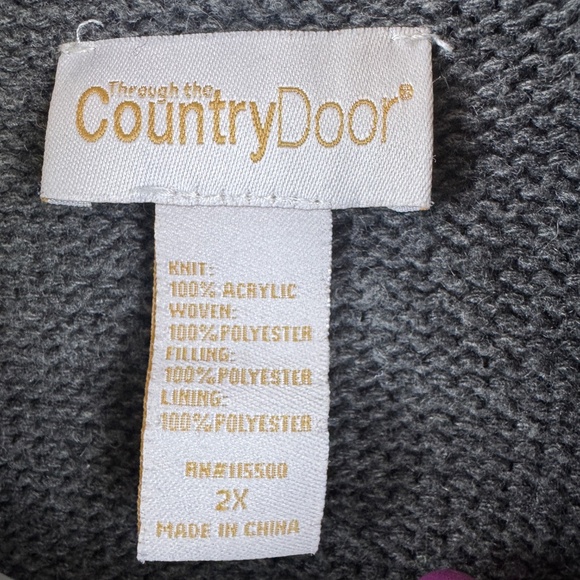 Through the
CountryDoor®
KNIT:
100% ACRYLIC
WOVEN:
100% POLYESTER
FILLING:
100% POLYESTER
LINING:
100% POLYESTER
RN#115500
2X
MADE IN CHINA